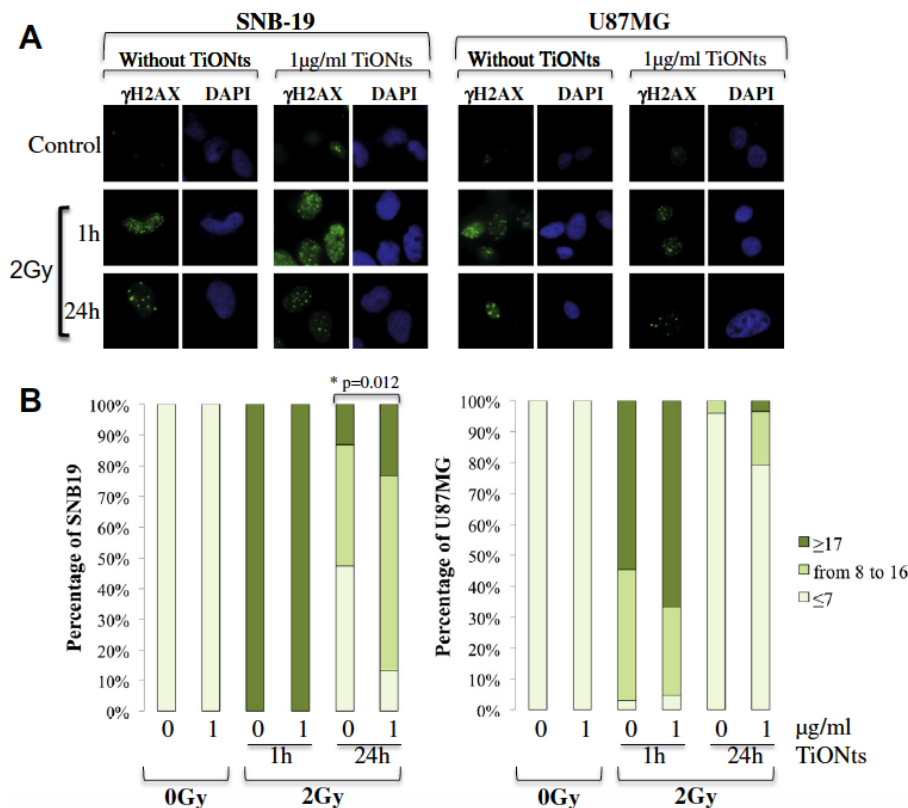 A
SNB-19 U87MG
Without TiONts 1µg/ml TiONts Without TiONts 1µg/ml TiONts
γH2AX DAPI γH2AX DAPI γH2AX DAPI γH2AX DAPI
Control
2Gy
1h
24h
B
* p=0.012
Percentage of SNB19
100%
90%
80%
70%
60%
50%
40%
30%
20%
10%
0%
0 1 0 1 0 1
1h 24h
0Gy 2Gy
Percentage of U87MG
100%
90%
80%
70%
60%
50%
40%
30%
20%
10%
0%
0 1 0 1 0 1 µg/ml
1h 24h TiONts
0Gy 2Gy
≥17
from 8 to 16
≤7